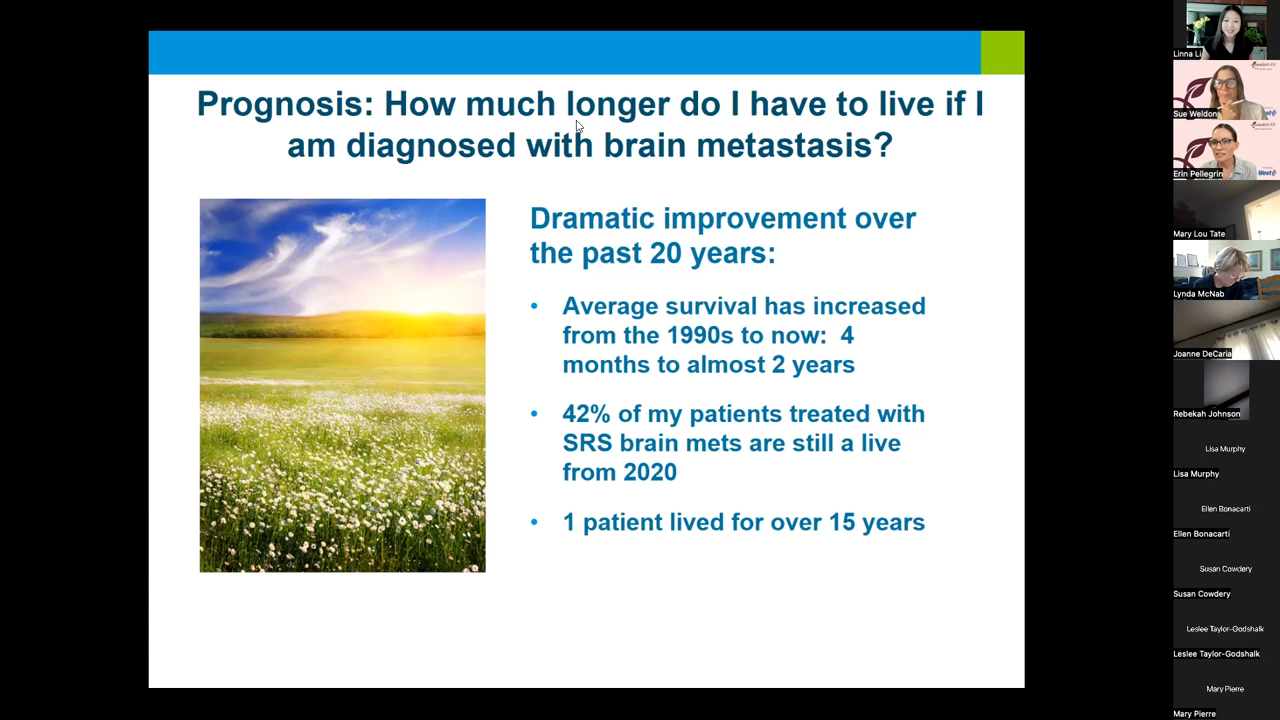 Prognosis: How much longer do I have to live if I
am diagnosed with brain metastasis?
Dramatic improvement over
the past 20 years:
• Average survival has increased
from the 1990s to now: 4
months to almost 2 years
• 42% of my patients treated with
SRS brain mets are still a live
from 2020
• 1 patient lived for over 15 years
Linna Li
Sue Weldon
Erin Pellegrin
West
Mary Lou Tate
Lynda McNab
Joanne DeCaria
Rebekah Johnson
Lisa Murphy
Lisa Murphy
Ellen Bonacarti
Ellen Bonacarti
Susan Cowdery
Susan Cowdery
Leslee Taylor-Godshalk
Leslee Taylor-Godshalk
Mary Pierre
Mary Pierre